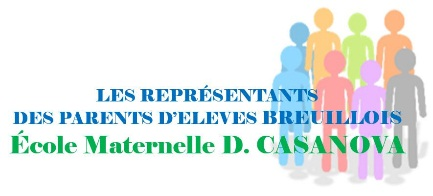 LES REPRÉSENTANTS
DES PARENTS D'ELEVES BREUILLOIS
École Maternelle D. CASANOVA